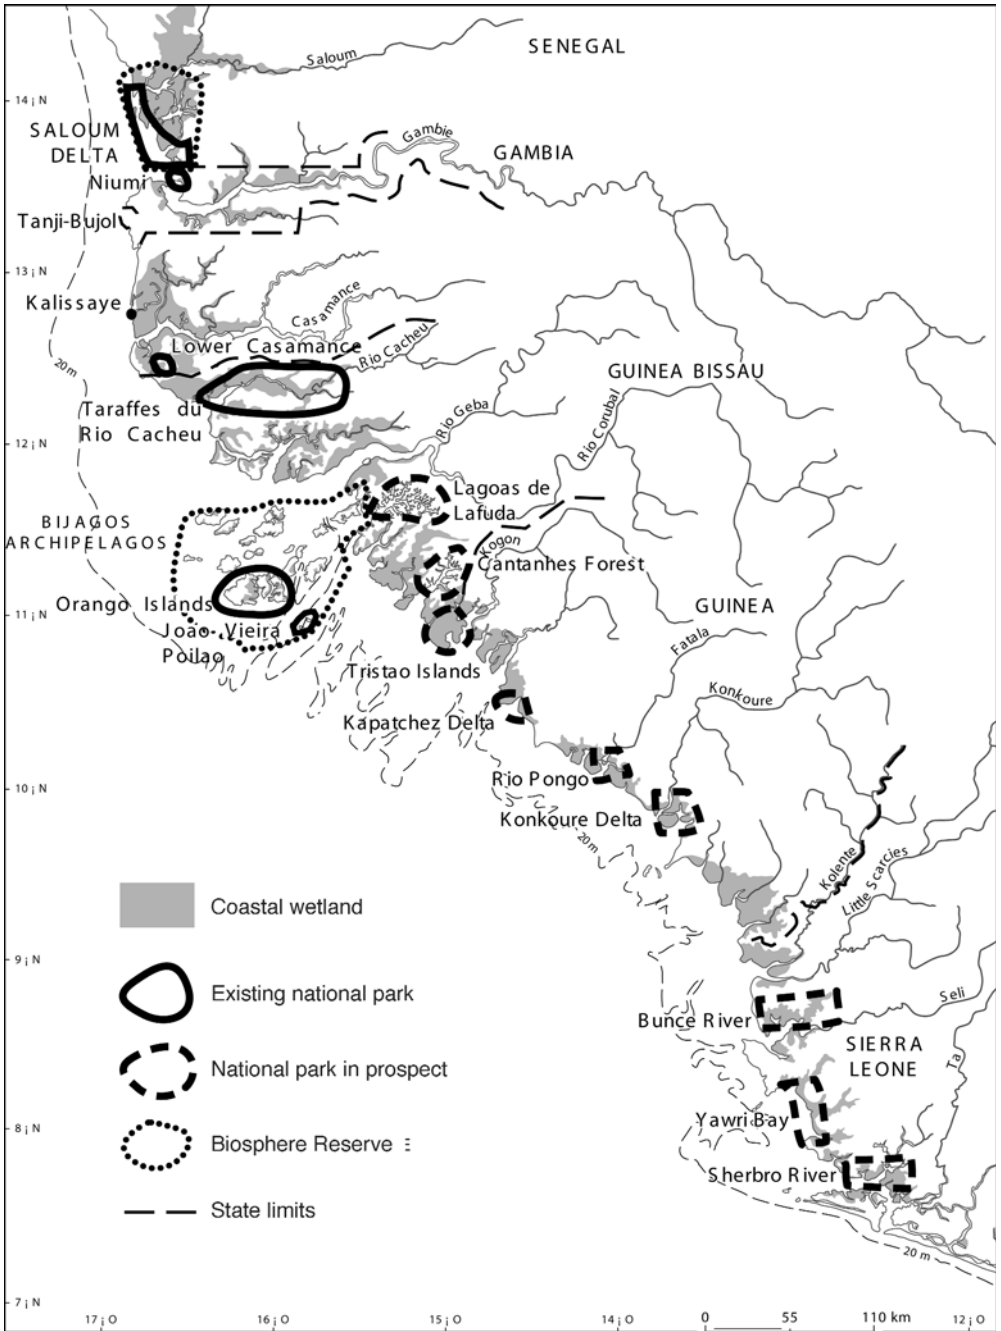 SENEGAL
Saloum
14¡ N
Gambie
SALOUM
DELTA
GAMBIA
Niumi
Tanji-Bujol
13¡ N
Kalissaye
Casamance
Lower Casamance
Rio Cacheu
20m
GUINEA BISSAU
Taraffes du
Rio Cacheu
Rio Geba
Rio Corubal
12¡ N
Lagoas de
Lafuda
BIJAGOS
ARCHIPELAGOS
Kogon
Cantanhes Forest
Orango Islands
11¡ N
GUINEA
Joao Vieira
Poilao
Fatala
Tristao Islands
Konkoure
Kapatchez Delta
Rio Pongo
10¡ N
Konkoure Delta
20 m
Kolente
Little Scarcies
Coastal wetland
9¡ N
Existing national park
Seli
Bunce River
SIERRA
LEONE
Ta
National park in prospect
Yawri Bay
8¡ N
Biosphere Reserve
Sherbro River
State limits
20 m
7¡ N
17¡ O
16¡ O
15¡ O
14¡ O
0
55
110 km
12¡ O